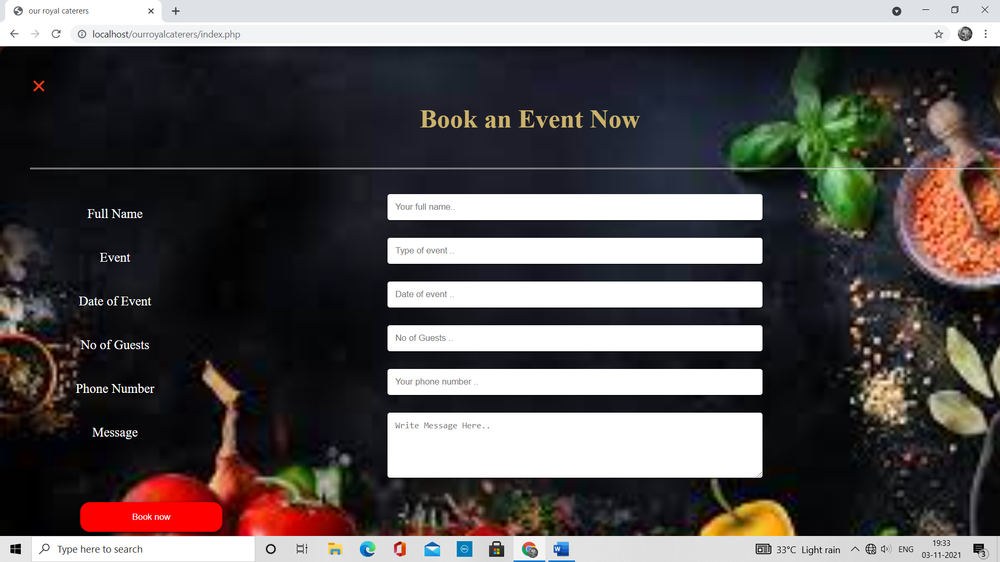 our royal caterers
localhost/ourroyalcaterers/index.php
Book an Event Now
Full Name
Your full name..
Event
Type of event ..
Date of Event
Date of event ..
No of Guests
No of Guests ..
Phone Number
Your phone number ..
Message
Write Message Here..
Book now
Type here to search
DELL
W
33°C Light rain
ENG
19:33
03-11-2021
3